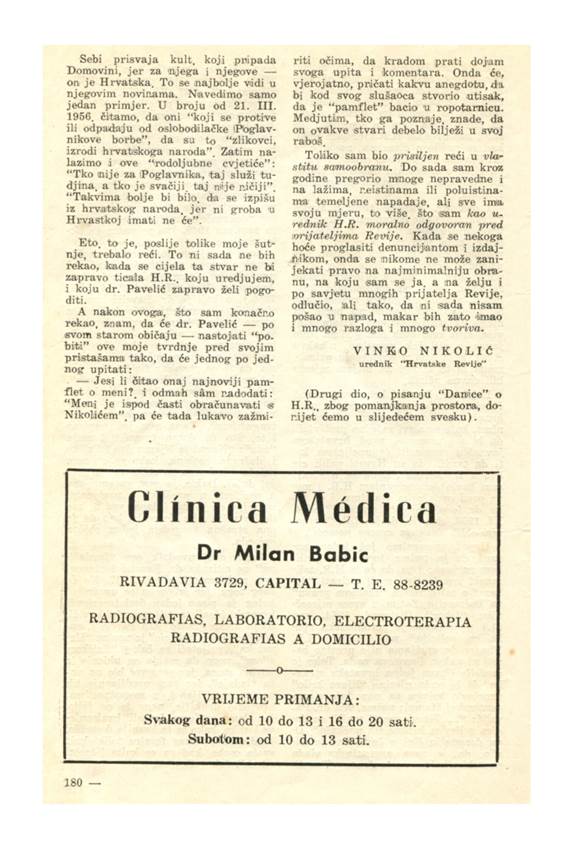 Sebi prisvaja kult, koji pripada
Domovini, jer za njega i njegove —
on je Hrvatska. To se najbolje vidi u
njegovim novinama. Navedimo samo
jedan primjer. U broju od 21. III.
1956. čitamo, da oni “koji se protive
ili odpadaju od oslobodilačke Poglav-
nikove borbe”, da su to “zlikovci,
izrodi hrvatskoga naroda”. Zatim na-
lazimo i ove “rodoljubne cvjetiće”:
“Tko nije za Poglavnika, taj služi tu-
djina, a tko je svačiji, taj nije ničiji”.
“Takvima bolje bi bilo, da se izpišu
iz hrvatskog naroda, jer ni groba u
Hrvastkoj imati ne će”.
Eto, to je, poslije tolike moje šut-
nje, trebalo reći. To ni sada ne bih
rekao, kada se cijela ta stvar ne bi
zapravo ticala H.R., koju uredjujem,
i koju dr. Pavelić zapravo želi pogo-
diti.
A nakon ovoga, što sam konačno
rekao, znam, da će dr. Pavelić — po
svom starom običaju — nastojati “po-
biti” ove moje tvrdnje pred svojim
pristašama tako, da će jednog po jed-
nog upitati:
— Jesi li čitao onaj najnoviji pam-
flet o meni?, i odmah sâm nadodati:
“Meni je ispod časti obračunavati s
Nikolićem”, pa će tada lukavo zažmi-
riti očima, da kradom prati dojam
svoga upita i komentara. Onda će,
vjerojatno, pričati kakvu anegdotu, da
bi kod svog slušaoca stvorio utisak,
da je “pamflet” bacio u ropotarnicu.
Medjutim, tko ga poznaje, znade, da
on ovakve stvari debelo bilježi u svoj
raboš.
Toliko sam bio prisiljen reći u vla-
stitu samoobranu. Do sada sam kroz
godine pregorio mnoge nepravedne i
na lažima, neistinama ili poluistina-
ma temeljene napadaje, ali sve ima
svoju mjeru, to više, što sam kao u-
rednik H.R. moralno odgovoran pred
prijateljima Revije. Kada se nekoga
hoće proglasiti denuncijantom i izdaj-
nikom, onda se nikome ne može zani-
jekati pravo na najminimalniju obra-
nu, na koju sam se ja, a na želju i
po savjetu mnogih prijatelja Revije,
odlučio, ali tako, da ni sada nisam
pošao u napad, makar bih zato imao
i mnogo razloga i mnogo tvoriva.
VINKO NIKOLIĆ
urednik “Hrvatske Revije”
(Drugi dio, o pisanju “Danice” o
H.R., zbog pomanjkanja prostora, do-
nijet ćemo u slijedećem svesku).
Clínica Médica
Dr Milan Babic
RIVADAVIA 3729, CAPITAL — T. E. 88-8239
RADIOGRAFIAS, LABORATORIO, ELECTROTERAPIA
RADIOGRAFIAS A DOMICILIO
—o—
VRIJEME PRIMANJA:
Svakog dana: od 10 do 13 i 16 do 20 sati.
Subotom: od 10 do 13 sati.
180 —